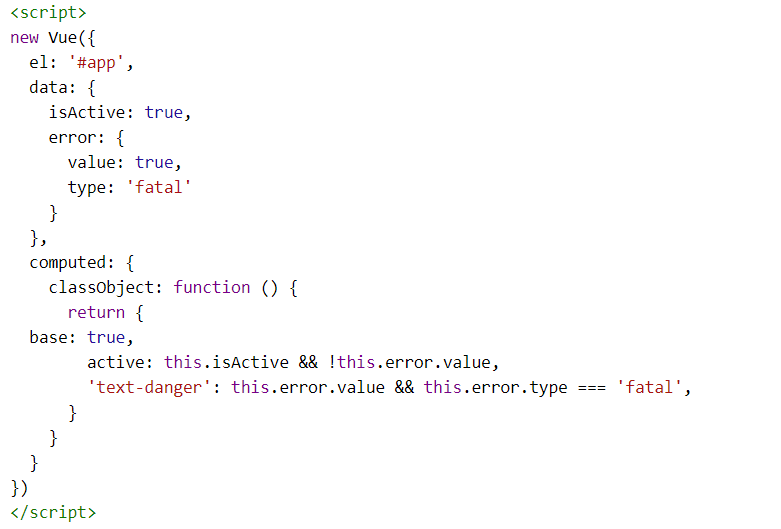 <script>
new Vue({
  el: '#app',
  data: {
    isActive: true,
    error: {
      value: true,
      type: 'fatal'
    }
  },
  computed: {
    classObject: function () {
      return {
  base: true,
        active: this.isActive && !this.error.value,
        'text-danger': this.error.value && this.error.type === 'fatal',
      }
    }
  }
})
</script>